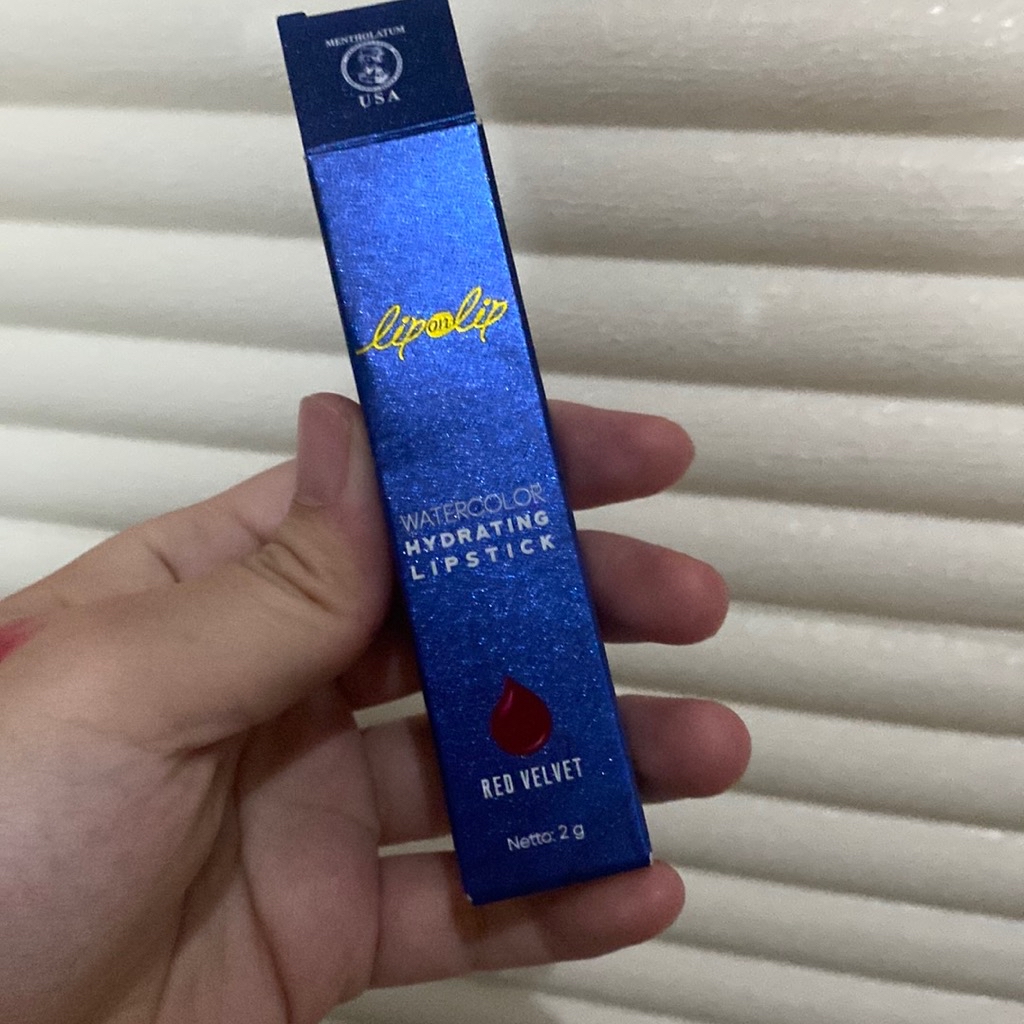 MENTHOLATUM
USA
lip on lip
WATERCOLOR
HYDRATING
LIPSTICK
RED VELVET
Netto: 2 g